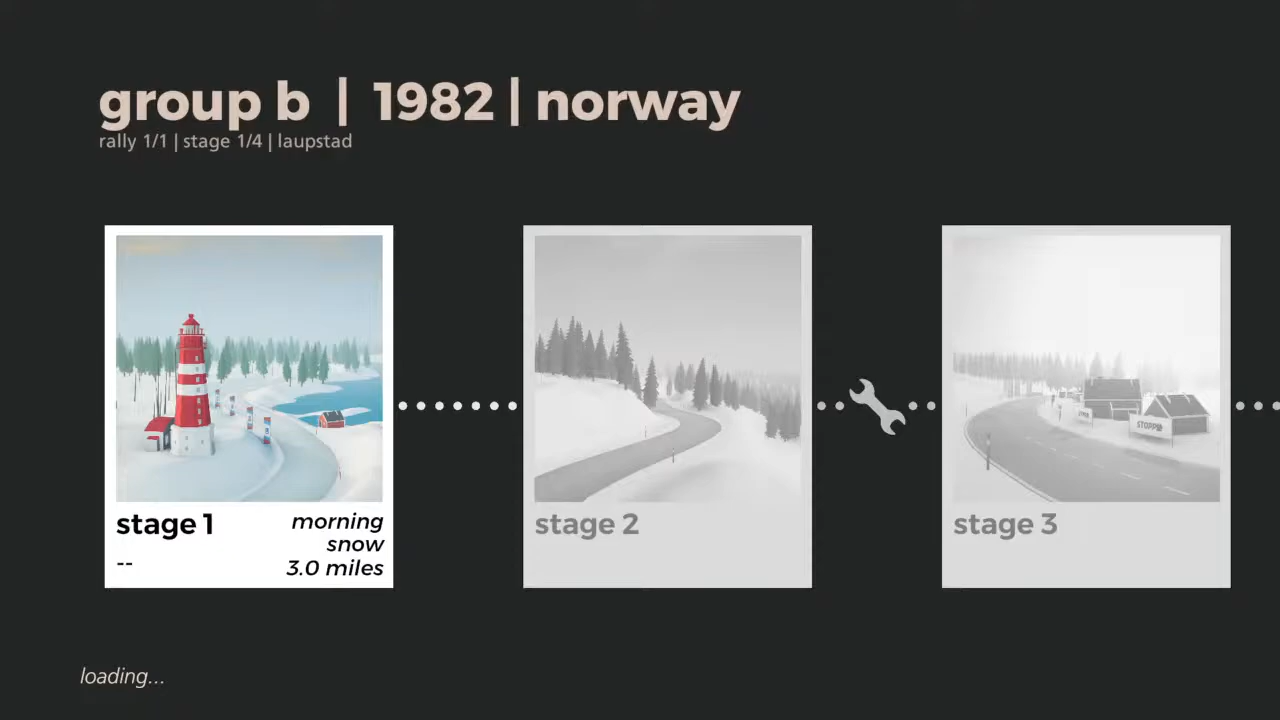 group b | 1982 | norway
rally 1/1 | stage 1/4 | laupstad
stage 1
--
morning
snow
3.0 miles
stage 2
STOPP
stage 3
loading...